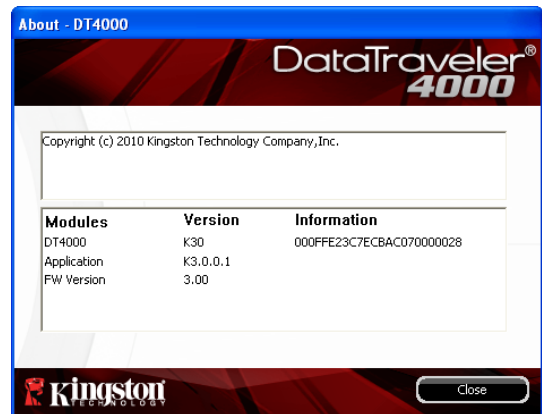 About - DT4000
DataTraveler®
4000
Copyright (c) 2010 Kingston Technology Company,Inc.
Modules Version Information
DT4000 K30 000FFE23C7ECBAC070000028
Application K3.0.0.1
FW Version 3.00
Kingston
TECHNOLOGY
Close